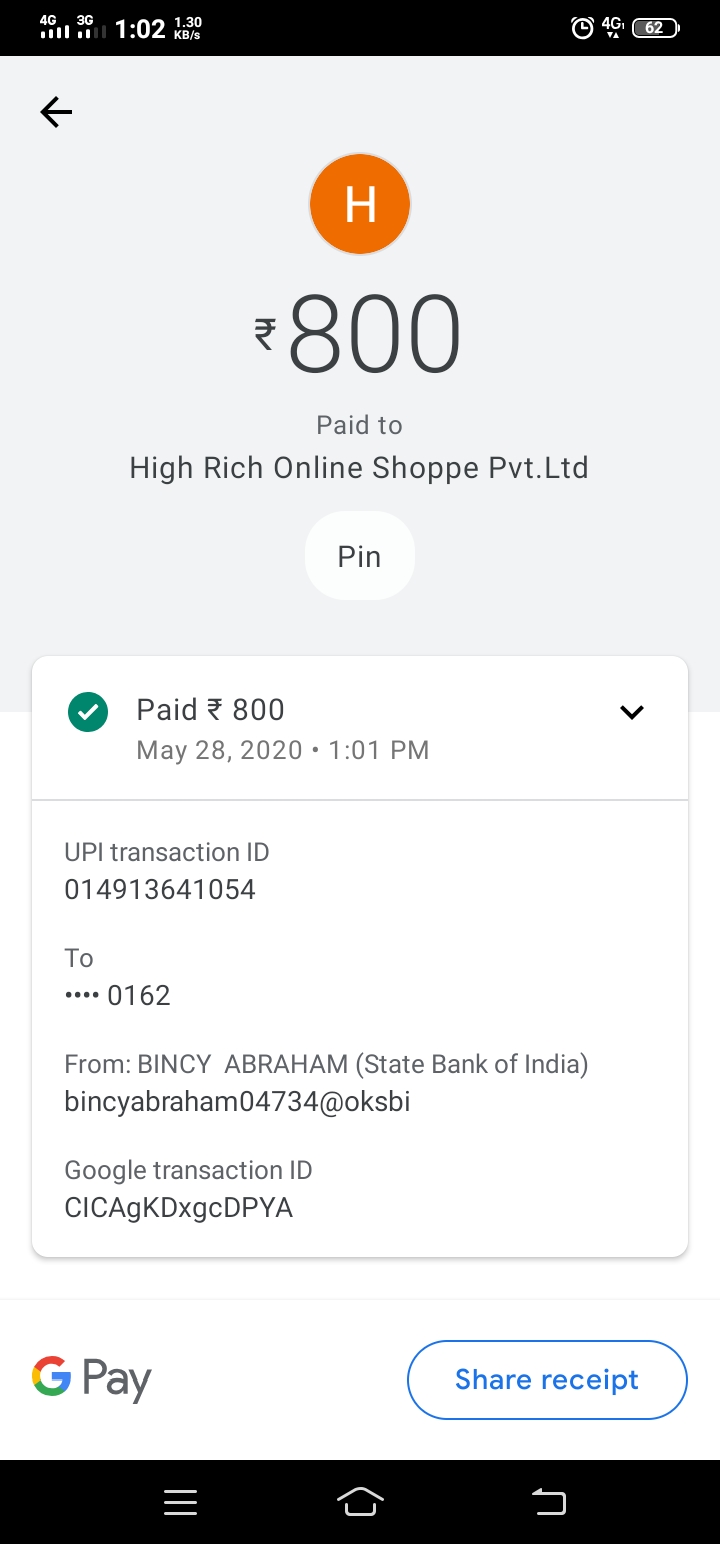 4G 3G 1:02 1.30 KB/s 4G 62
H
₹800
Paid to
High Rich Online Shoppe Pvt.Ltd
Pin
Paid ₹ 800
May 28, 2020 • 1:01 PM
UPI transaction ID
014913641054
To
•••• 0162
From: BINCY  ABRAHAM (State Bank of India)
bincyabraham04734@oksbi
Google transaction ID
CICAgKDxgcDPYA
G Pay
Share receipt